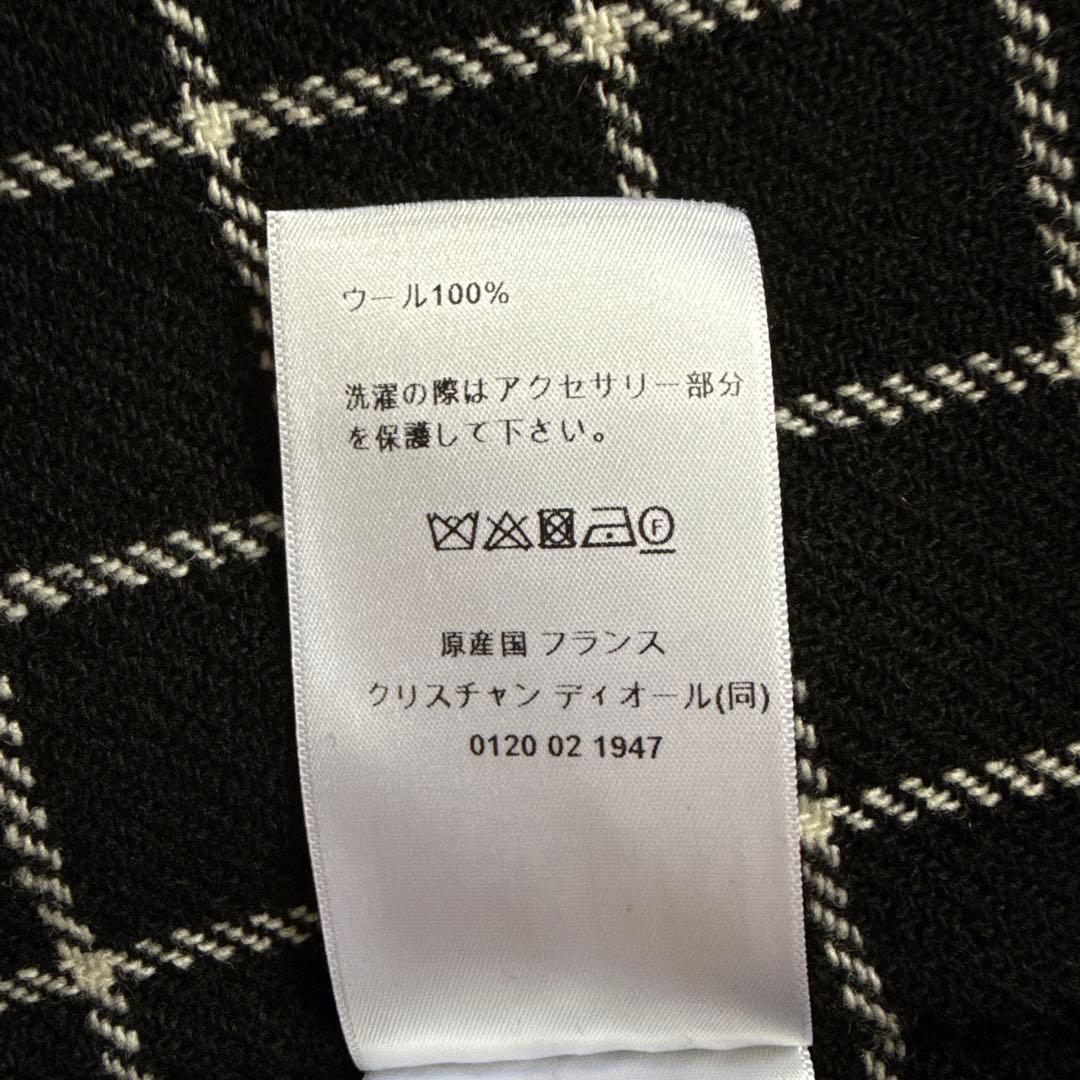 ウール100%
洗濯の際はアクセサリー部分
を保護して下さい。
F
原産国 フランス
クリスチャン ディオール(同)
0120 02 1947